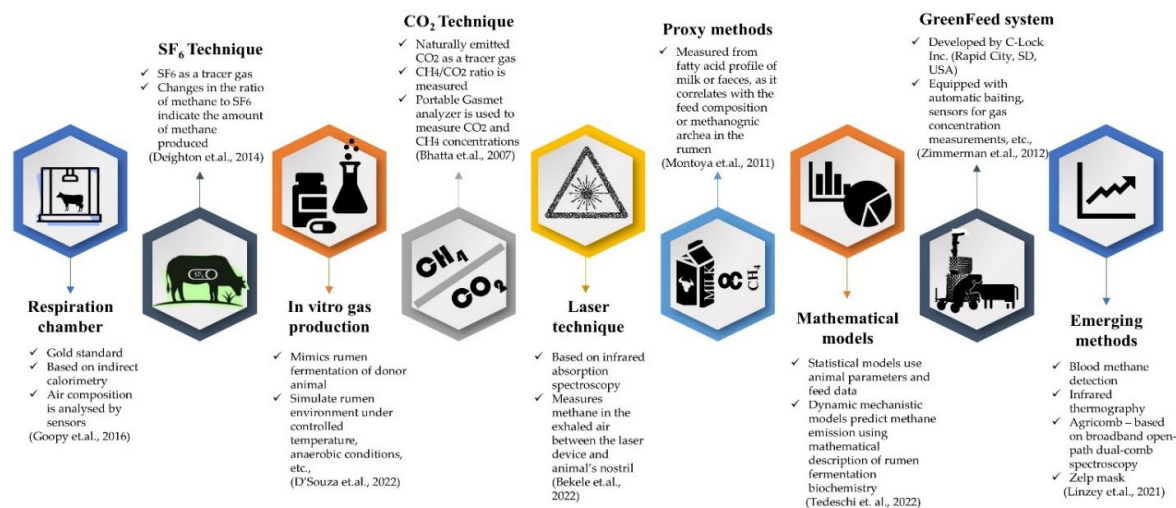 Respiration
chamber
✓ Gold standard
✓ Based on indirect
calorimetry
✓ Air composition
is analysed by
sensors
(Goopy et.al., 2016)
SF₆ Technique
✓ SF6 as a tracer gas
✓ Changes in the ratio
of methane to SF6
indicate the amount
of methane
produced
(Deighton et.al., 2014)
SF₆
In vitro gas
production
✓ Mimics rumen
fermentation of donor
animal
✓ Simulate rumen
environment under
controlled
temperature,
anaerobic conditions,
etc.,
(D'Souza et.al., 2022)
CO₂ Technique
✓ Naturally emitted
CO2 as a tracer gas
✓ CH4/CO2 ratio is
measured
✓ Portable Gasmet
analyzer is used to
measure CO2 and
CH4 concentrations
(Bhatta et.al., 2007)
CH₄
CO₂
Laser
technique
✓ Based on infrared
absorption
spectroscopy
✓ Measures
methane in the
exhaled air
between the laser
device and
animal's nostril
(Bekele et.al.,
2022)
Proxy methods
✓ Measured from
fatty acid profile of
milk or faeces, as it
correlates with the
feed composition
or methanognic
archea in the
rumen
(Montoya et.al., 2011)
MILK
∝
CH₄
Mathematical
models
✓ Statistical models use
animal parameters and
feed data
✓ Dynamic mechanistic
models predict methane
emission using
mathematical
description of rumen
fermentation
biochemistry
(Tedeschi et. al., 2022)
GreenFeed system
✓ Developed by C-Lock
Inc. (Rapid City, SD,
USA)
✓ Equipped with
automatic baiting,
sensors for gas
concentration
measurements, etc.,
(Zimmerman et.al., 2012)
Emerging
methods
✓ Blood methane
detection
✓ Infrared
thermography
✓ Agricomb – based
on broadband open-
path dual-comb
spectroscopy
✓ Zelp mask
(Linzey et.al., 2021)